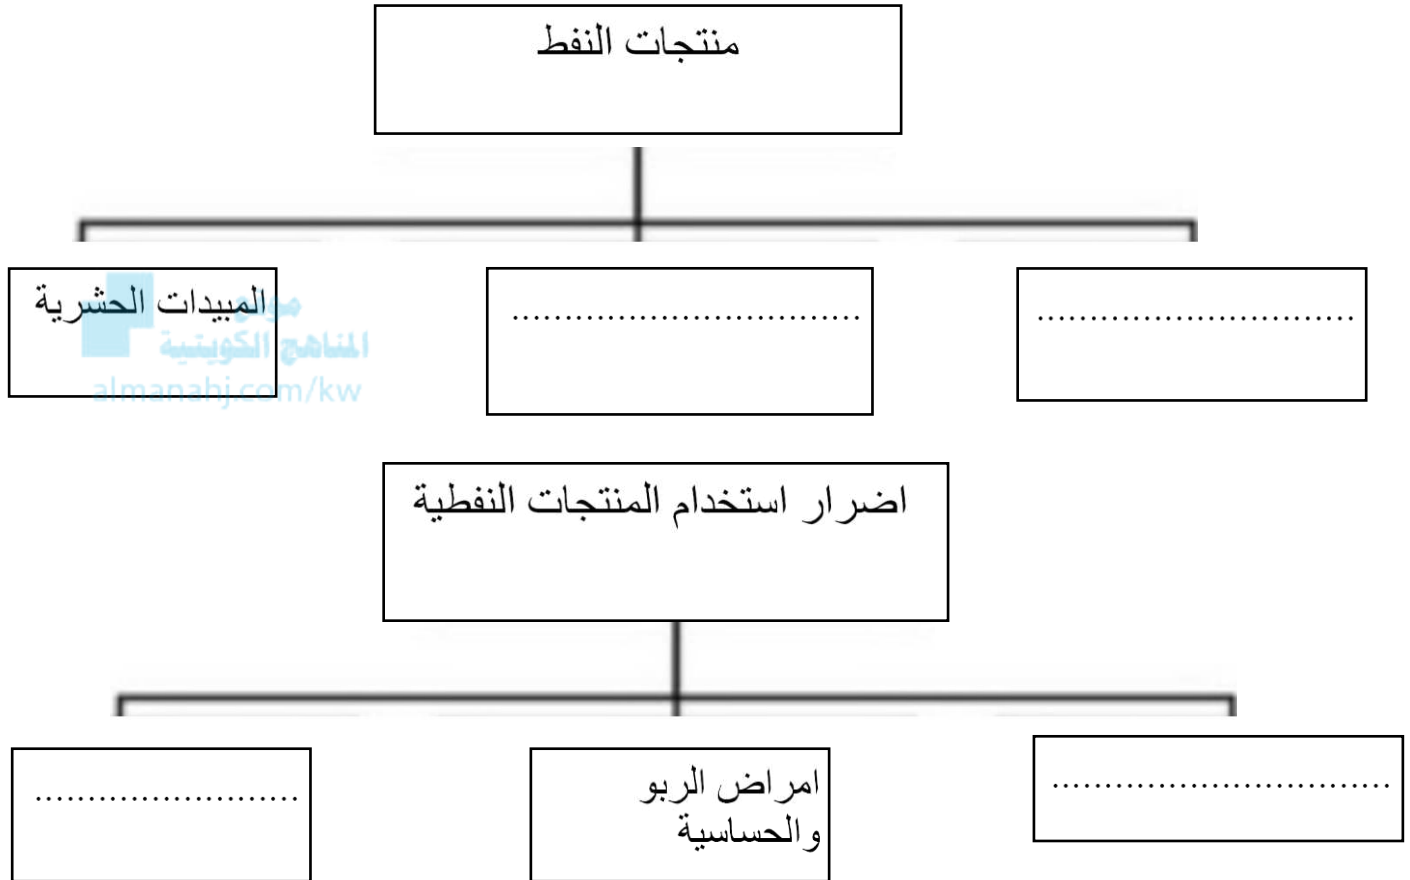 منتجات النفط
................................
.................................
المبيدات الحشرية
موقع
المناهج الكويتية
almanahj.com/kw
اضرار استخدام المنتجات النفطية
................................
امراض الربو
والحساسية
.........................